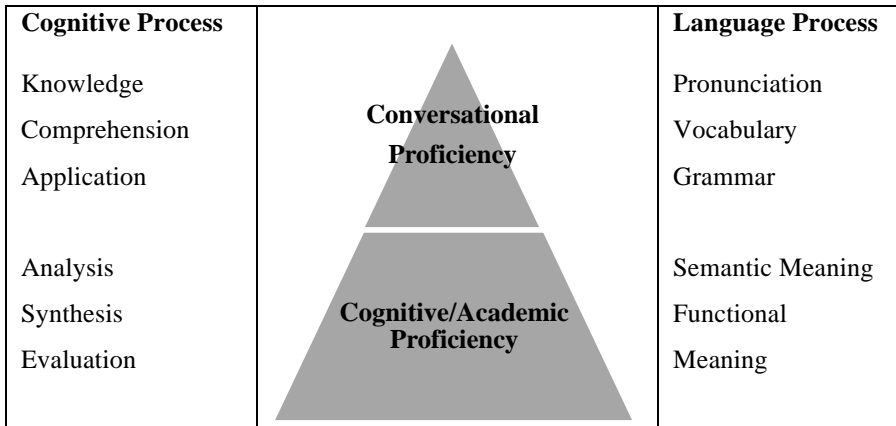 Cognitive Process
Knowledge
Comprehension
Application
Analysis
Synthesis
Evaluation
Conversational
Proficiency
Cognitive/Academic
Proficiency
Language Process
Pronunciation
Vocabulary
Grammar
Semantic Meaning
Functional
Meaning